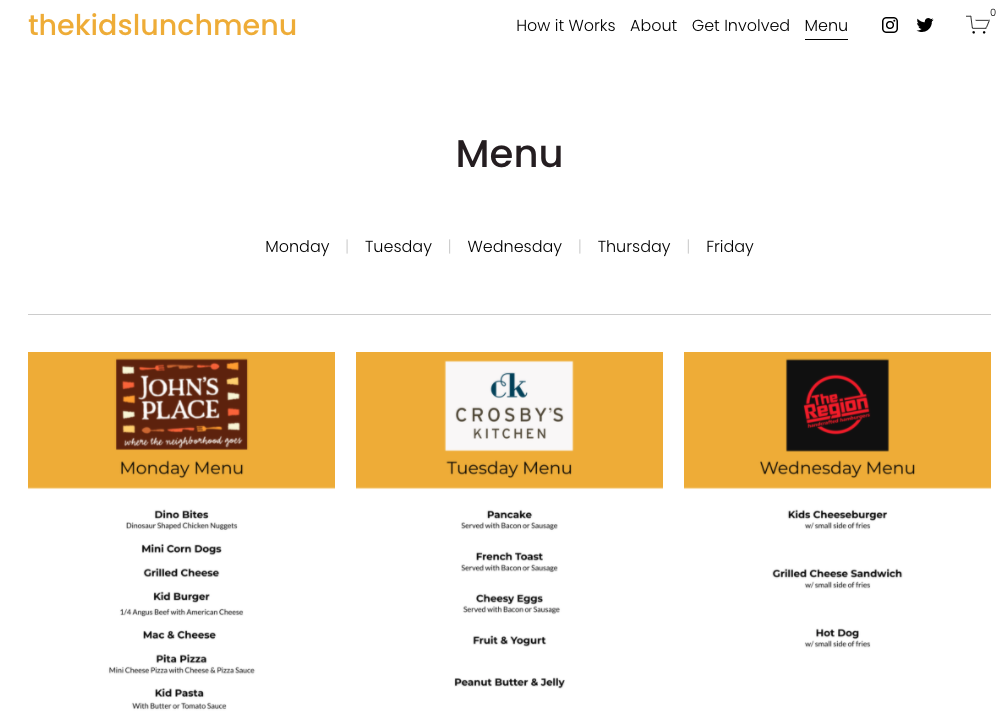 thekidslunchmenu
How it Works About Get Involved Menu
0
Menu
Monday | Tuesday | Wednesday | Thursday | Friday
JOHN'S
PLACE
where the neighborhood goes
Monday Menu
Dino Bites
Dinosaur Shaped Chicken Nuggets
Mini Corn Dogs
Grilled Cheese
Kid Burger
1/4 Angus Beef with American Cheese
Mac & Cheese
Pita Pizza
Mini Cheese Pizza with Cheese & Pizza Sauce
Kid Pasta
With Butter or Tomato Sauce
ck
CROSBY'S
KITCHEN
Tuesday Menu
Pancake
Served with Bacon or Sausage
French Toast
Served with Bacon or Sausage
Cheesy Eggs
Served with Bacon or Sausage
Fruit & Yogurt
Peanut Butter & Jelly
The
Region
Wednesday Menu
Kids Cheeseburger
w/ small side of fries
Grilled Cheese Sandwich
w/ small side of fries
Hot Dog
w/ small side of fries